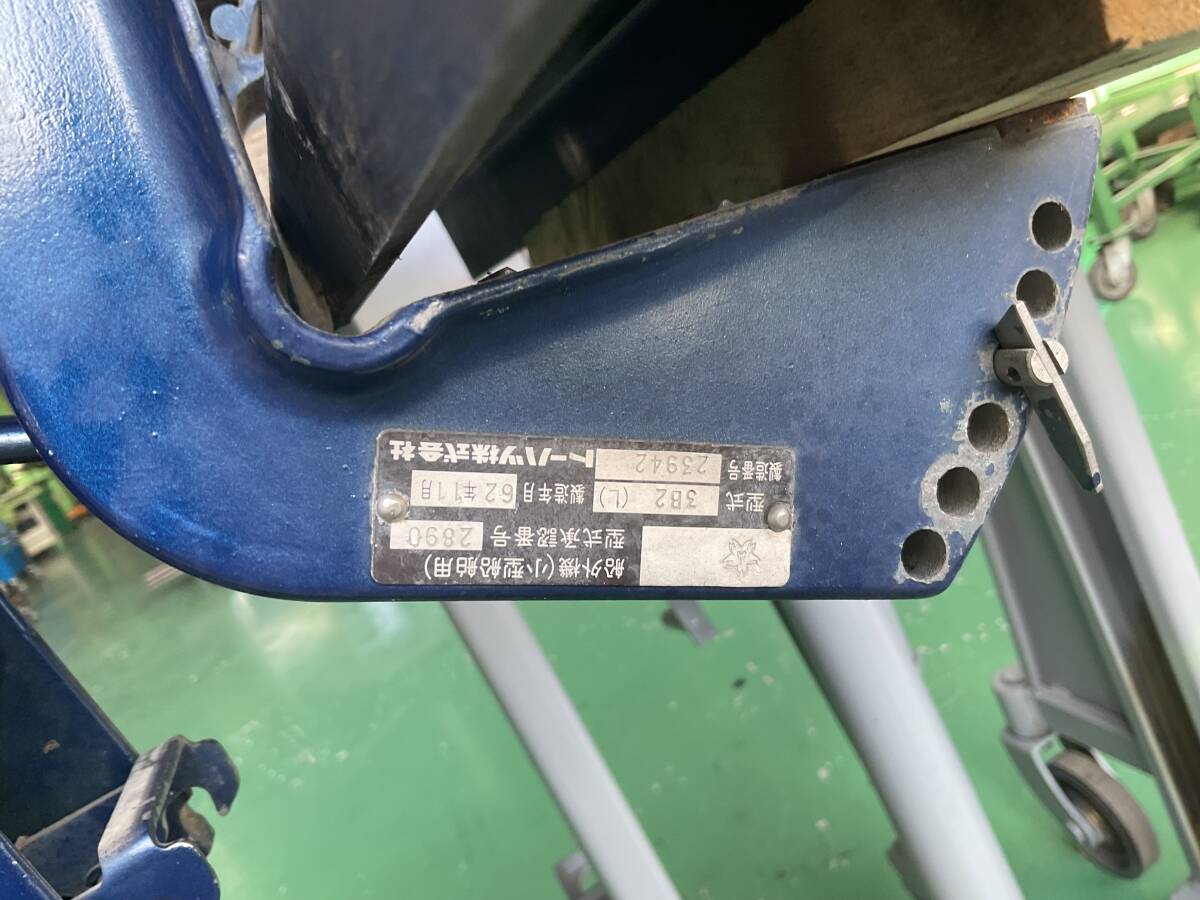 船外機(小型船舶用)
型式承認番号 2890
型式 3B2 (L) 製造年月 62年11月
製造番号 23942
トーハツ株式会社